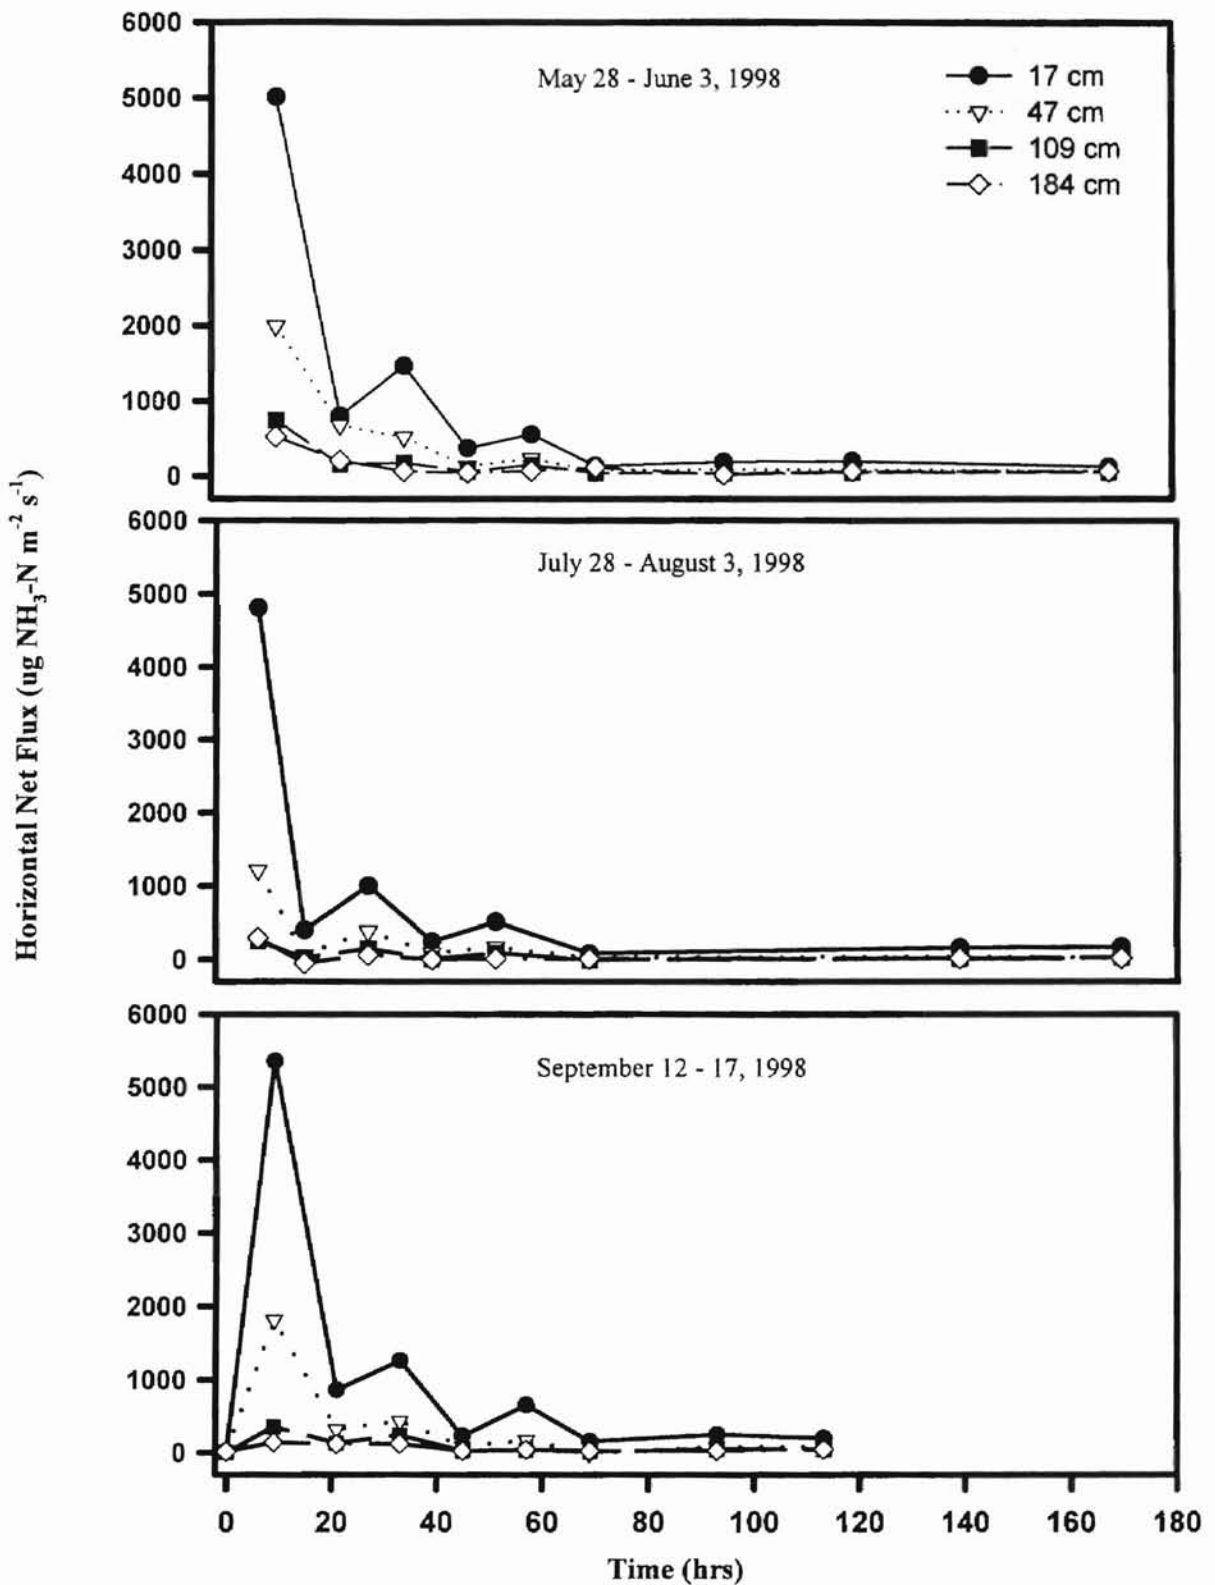 Horizontal Net Flux (ug NH₃-N m⁻² s⁻¹)
6000
5000
4000
3000
2000
1000
0
May 28 - June 3, 1998
17 cm
47 cm
109 cm
184 cm
6000
5000
4000
3000
2000
1000
0
July 28 - August 3, 1998
6000
5000
4000
3000
2000
1000
0
September 12 - 17, 1998
0 20 40 60 80 100 120 140 160 180
Time (hrs)